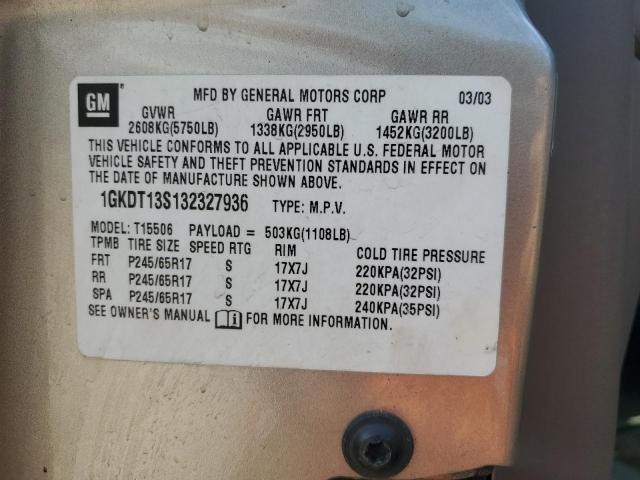 GM ®
MFD BY GENERAL MOTORS CORP 03/03
GVWR GAWR FRT GAWR RR
2608KG(5750LB) 1338KG(2950LB) 1452KG(3200LB)
THIS VEHICLE CONFORMS TO ALL APPLICABLE U.S. FEDERAL MOTOR
VEHICLE SAFETY AND THEFT PREVENTION STANDARDS IN EFFECT ON
THE DATE OF MANUFACTURE SHOWN ABOVE.
1GKDT13S132327936 TYPE: M.P.V.
MODEL: T15506 PAYLOAD = 503KG(1108LB)
TPMB TIRE SIZE SPEED RTG RIM COLD TIRE PRESSURE
FRT P245/65R17 S 17X7J 220KPA(32PSI)
RR P245/65R17 S 17X7J 220KPA(32PSI)
SPA P245/65R17 S 17X7J 240KPA(35PSI)
SEE OWNER'S MANUAL FOR MORE INFORMATION.